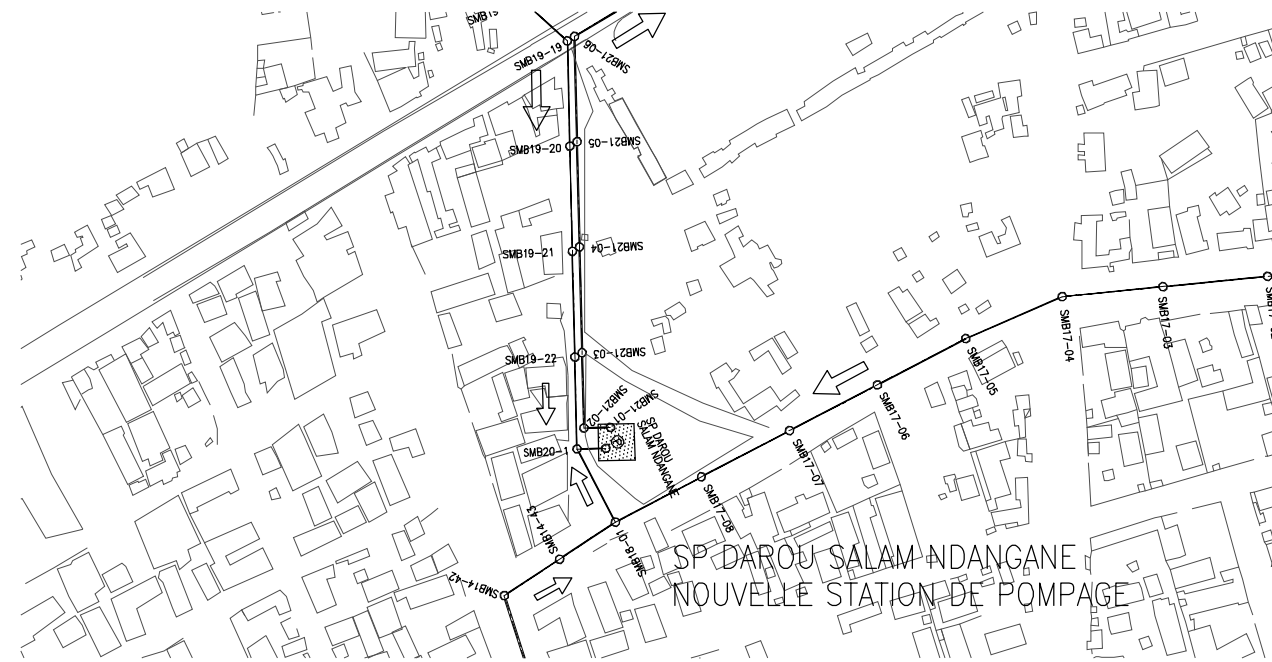 SMB19
SMB19-19
SMB21-06
SMB19-20
SMB21-05
SMB19-21
SMB21-04
SMB19-22
SMB21-03
SMB21-02
SMB21-01
SP DAROU
SALAM NDANGANE
SMB20-1
SMB17-03
SMB17-04
SMB17-05
SMB17-06
SMB17-07
SMB17-08
SMB18-01
SMB14-43
SMB14-42
SP DAROU SALAM NDANGANE
NOUVELLE STATION DE POMPAGE